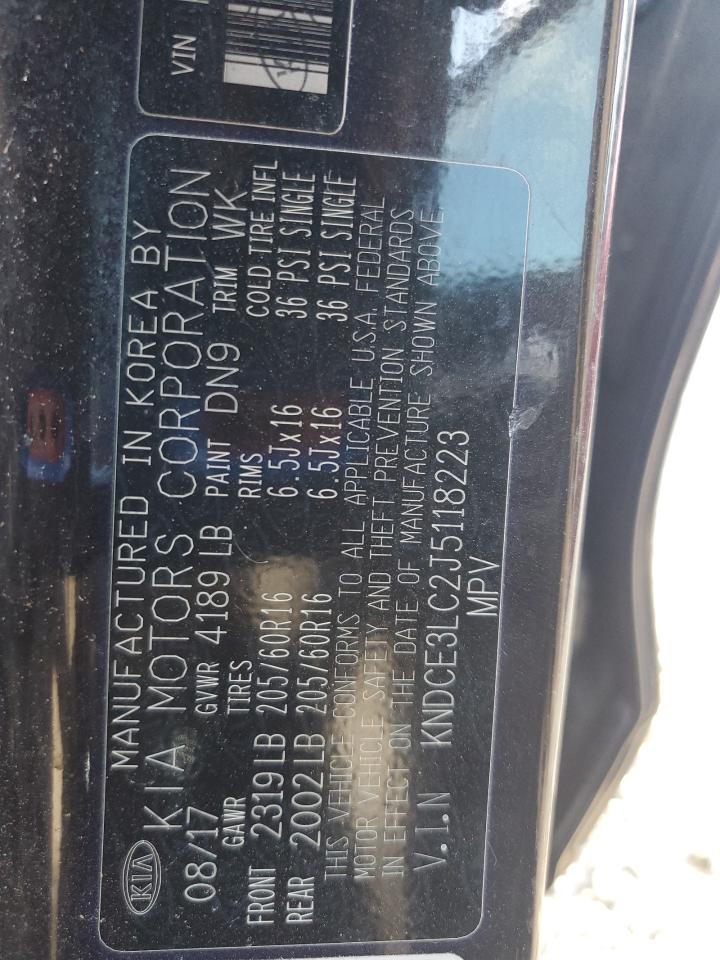 VIN
KIA
MANUFACTURED IN KOREA BY
KIA MOTORS CORPORATION
08/17 GVWR 4189 LB PAINT DN9 TRIM WK
GAWR TIRES RIMS COLD TIRE INFL
FRONT 2319 LB 205/60R16 6.5Jx16 36 PSI SINGLE
REAR 2002 LB 205/60R16 6.5Jx16 36 PSI SINGLE
THIS VEHICLE CONFORMS TO ALL APPLICABLE U.S.A. FEDERAL
MOTOR VEHICLE SAFETY AND THEFT PREVENTION STANDARDS
IN EFFECT ON THE DATE OF MANUFACTURE SHOWN ABOVE.
V.I.N KNDCE3LC2J5118223
MPV